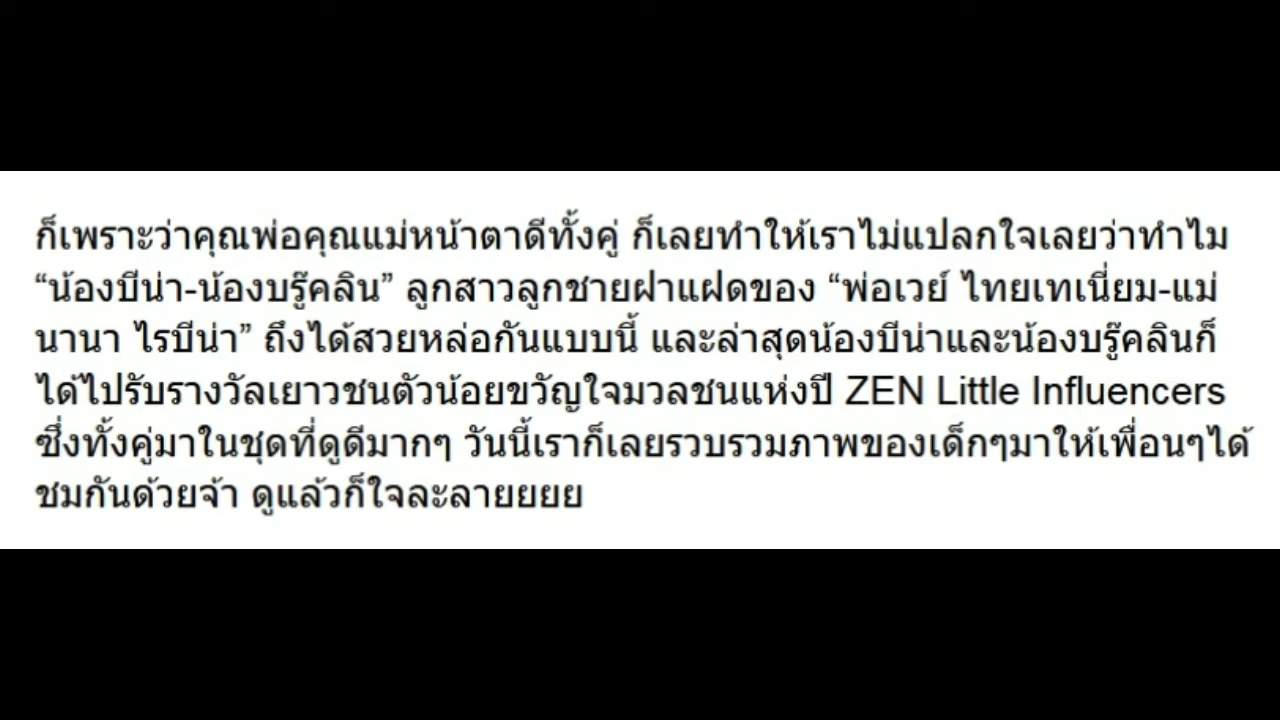 ก็เพราะว่าคุณพ่อคุณแม่หน้าตาดีทั้งคู่ ก็เลยทำให้เราไม่แปลกใจเลยว่าทำไม
“น้องบีน่า-น้องบรู๊คลิน” ลูกสาวลูกชายฝาแฝดของ “พ่อเวย์ ไทยเทเนี่ยม-แม่
นานา ไรบีน่า” ถึงได้สวยหล่อกันแบบนี้ และล่าสุดน้องบีน่าและน้องบรู๊คลินก็
ได้ไปรับรางวัลเยาวชนตัวน้อยขวัญใจมวลชนแห่งปี ZEN Little Influencers
ซึ่งทั้งคู่มาในชุดที่ดูดีมากๆ วันนี้เราก็เลยรวบรวมภาพของเด็กๆมาให้เพื่อนๆได้
ชมกันด้วยจ้า ดูแล้วก็ใจละลายยยย